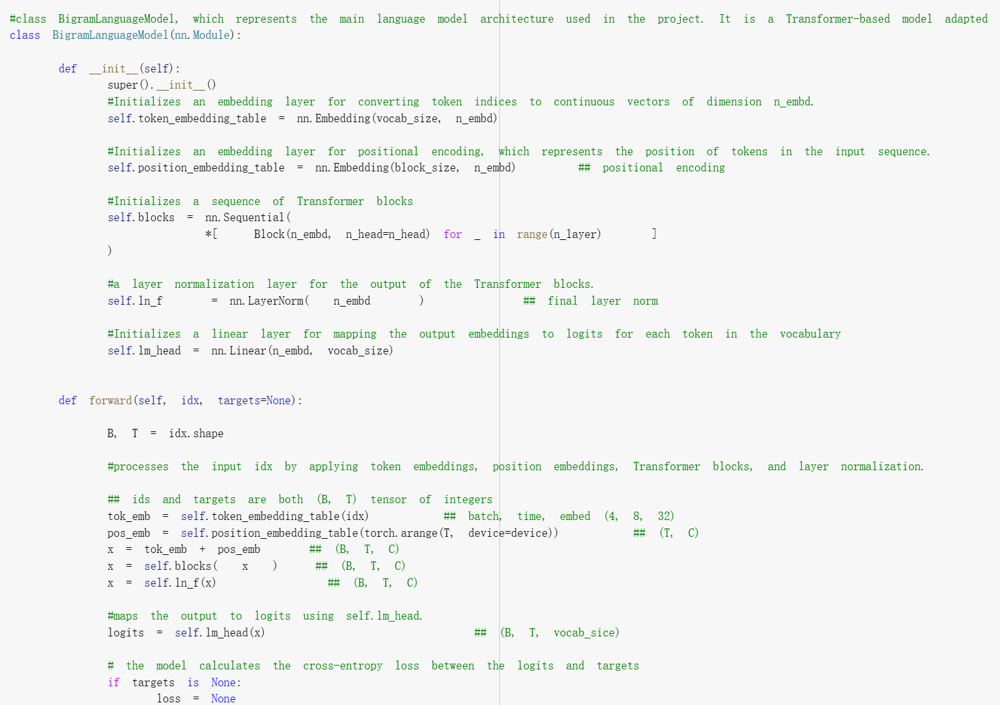 #class BigramLanguageModel, which represents the main language model architecture used in the project. It is a Transformer-based model adapted
class BigramLanguageModel(nn.Module):
def __init__(self):
super().__init__()
#Initializes an embedding layer for converting token indices to continuous vectors of dimension n_embd.
self.token_embedding_table = nn.Embedding(vocab_size, n_embd)
#Initializes an embedding layer for positional encoding, which represents the position of tokens in the input sequence.
self.position_embedding_table = nn.Embedding(block_size, n_embd) ## positional encoding
#Initializes a sequence of Transformer blocks
self.blocks = nn.Sequential(
*[ Block(n_embd, n_head=n_head) for _ in range(n_layer) ]
)
#a layer normalization layer for the output of the Transformer blocks.
self.ln_f = nn.LayerNorm( n_embd ) ## final layer norm
#Initializes a linear layer for mapping the output embeddings to logits for each token in the vocabulary
self.lm_head = nn.Linear(n_embd, vocab_size)
def forward(self, idx, targets=None):
B, T = idx.shape
#processes the input idx by applying token embeddings, position embeddings, Transformer blocks, and layer normalization.
## ids and targets are both (B, T) tensor of integers
tok_emb = self.token_embedding_table(idx) ## batch, time, embed (4, 8, 32)
pos_emb = self.position_embedding_table(torch.arange(T, device=device)) ## (T, C)
x = tok_emb + pos_emb ## (B, T, C)
x = self.blocks( x ) ## (B, T, C)
x = self.ln_f(x) ## (B, T, C)
#maps the output to logits using self.lm_head.
logits = self.lm_head(x) ## (B, T, vocab_sice)
# the model calculates the cross-entropy loss between the logits and targets
if targets is None:
loss = None